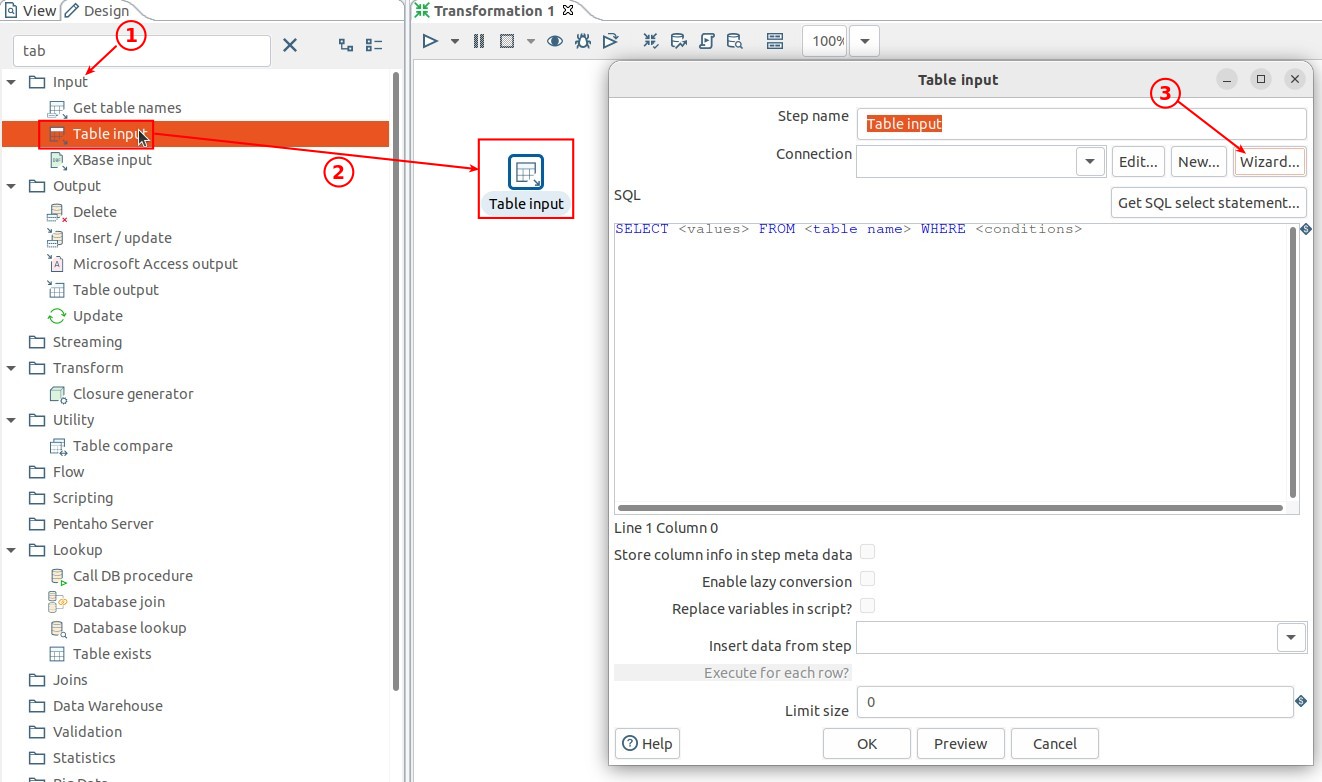 View
Design
Transformation 1
1
tab
100%
Input
Get table names
Table input
XBase input
Output
Delete
Insert / update
Microsoft Access output
Table output
Update
Streaming
Transform
Closure generator
Utility
Table compare
Flow
Scripting
Pentaho Server
Lookup
Call DB procedure
Database join
Database lookup
Table exists
Joins
Data Warehouse
Validation
Statistics
Big Data
2
Table input
Table input
3
Step name Table input
Connection Edit... New... Wizard...
SQL
Get SQL select statement...
SELECT <values> FROM <table name> WHERE <conditions>
Line 1 Column 0
Store column info in step meta data
Enable lazy conversion
Replace variables in script?
Insert data from step
Execute for each row?
Limit size 0
Help OK Preview Cancel